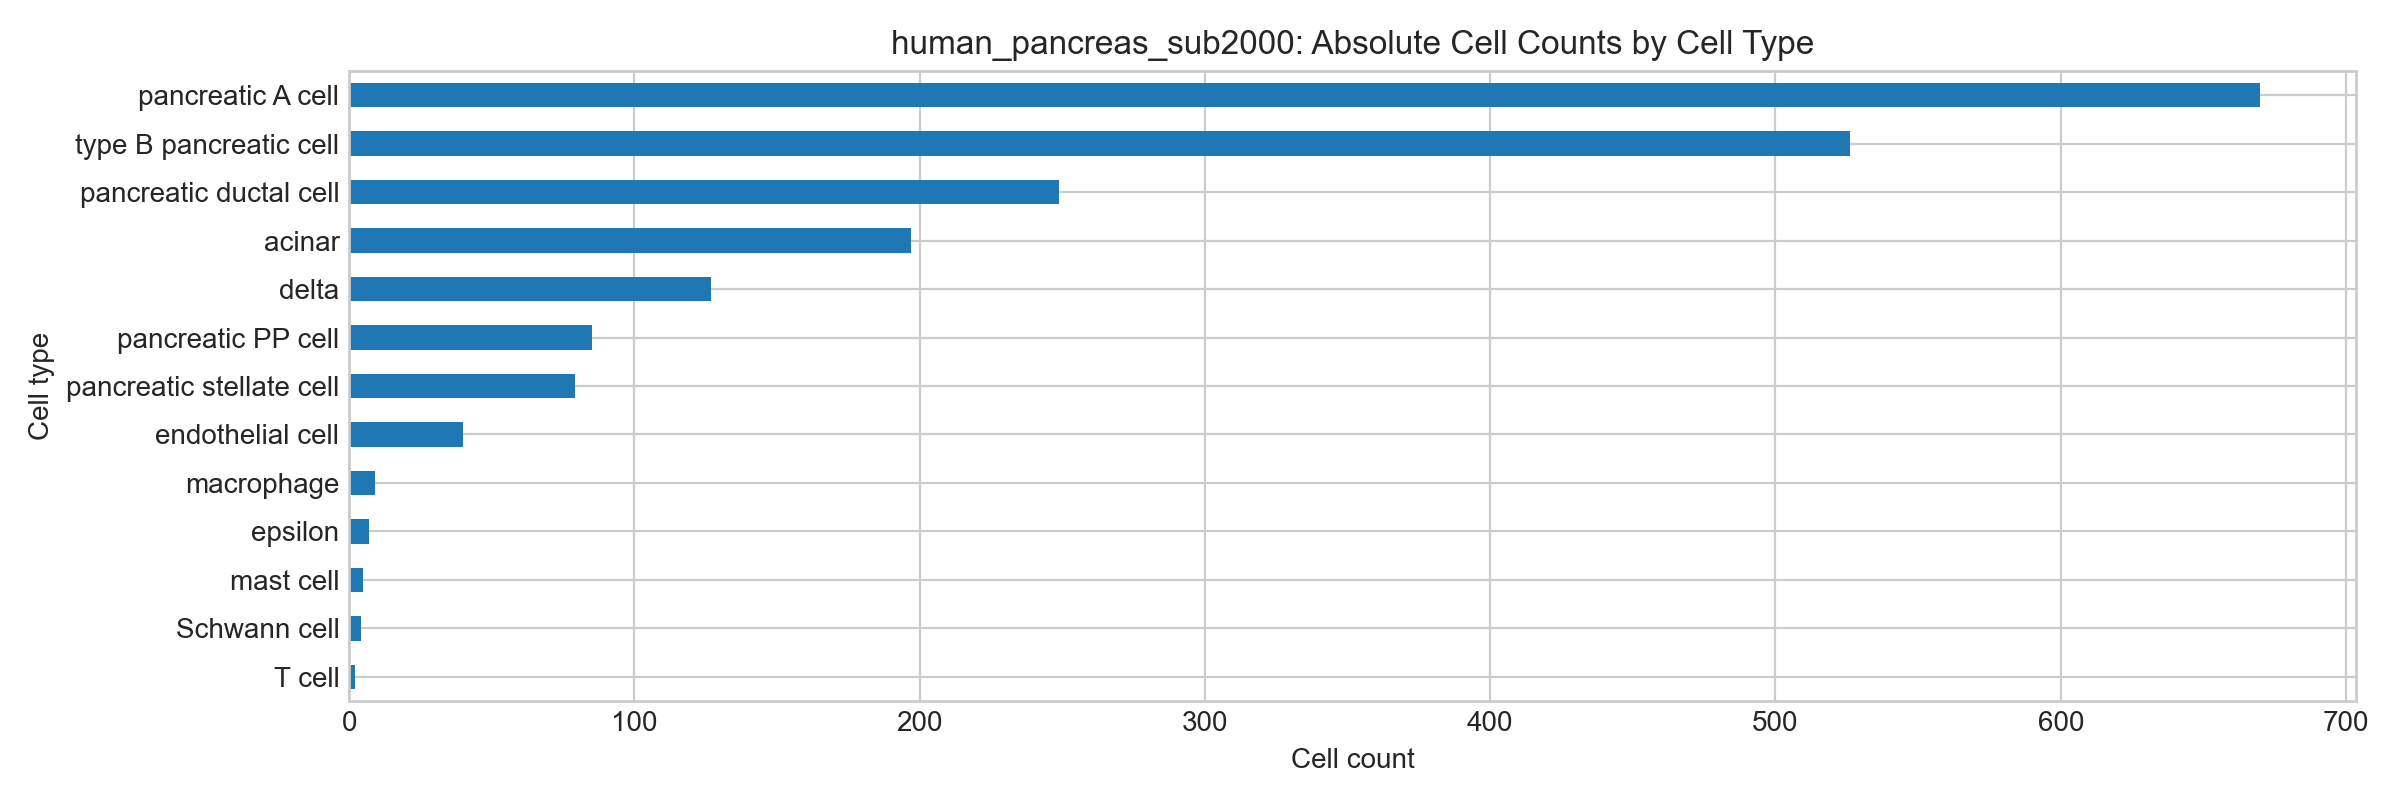 human_pancreas_sub2000: Absolute Cell Counts by Cell Type
Cell type
pancreatic A cell
type B pancreatic cell
pancreatic ductal cell
acinar
delta
pancreatic PP cell
pancreatic stellate cell
endothelial cell
macrophage
epsilon
mast cell
Schwann cell
T cell
0 100 200 300 400 500 600 700
Cell count